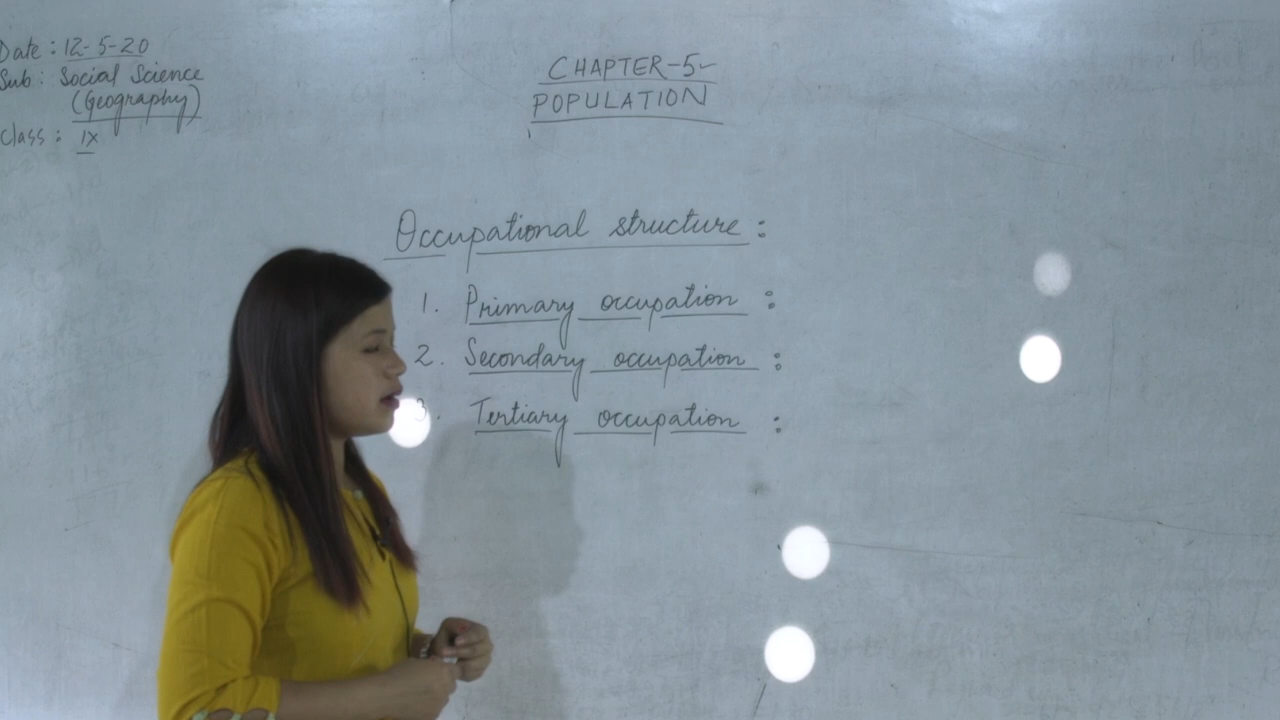 Date : 12-5-20
Sub : Social Science
(Geography)
Class : IX
CHAPTER-5-
POPULATION
Occupational structure :
1. Primary occupation :
2. Secondary occupation :
3. Tertiary occupation :